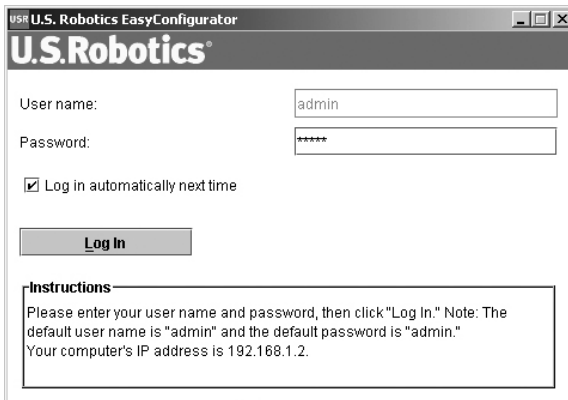 USR U.S. Robotics EasyConfigurator
U.S.Robotics®
User name:
admin
Password:
*****
Log in automatically next time
Log In
Instructions
Please enter your user name and password, then click "Log In." Note: The
default user name is "admin" and the default password is "admin."
Your computer's IP address is 192.168.1.2.